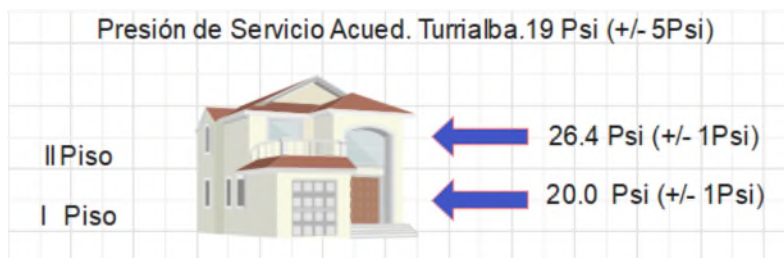 Presión de Servicio Acued. Turrialba.19 Psi (+/- 5Psi)
26.4 Psi (+/- 1Psi)
II Piso
20.0 Psi (+/- 1Psi)
I Piso